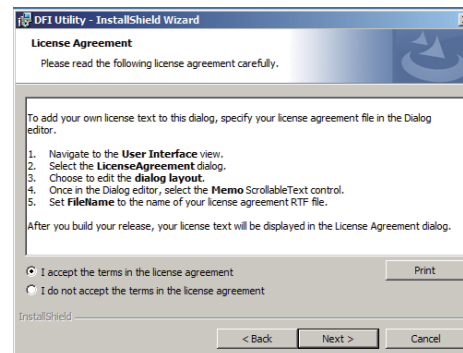 DFI Utility - InstallShield Wizard
License Agreement
Please read the following license agreement carefully.
To add your own license text to this dialog, specify your license agreement file in the Dialog
editor.
1. Navigate to the User Interface view.
2. Select the LicenseAgreement dialog.
3. Choose to edit the dialog layout.
4. Once in the Dialog editor, select the Memo ScrollableText control.
5. Set FileName to the name of your license agreement RTF file.
After you build your release, your license text will be displayed in the License Agreement dialog.
I accept the terms in the license agreement
Print
I do not accept the terms in the license agreement
InstallShield
< Back Next > Cancel